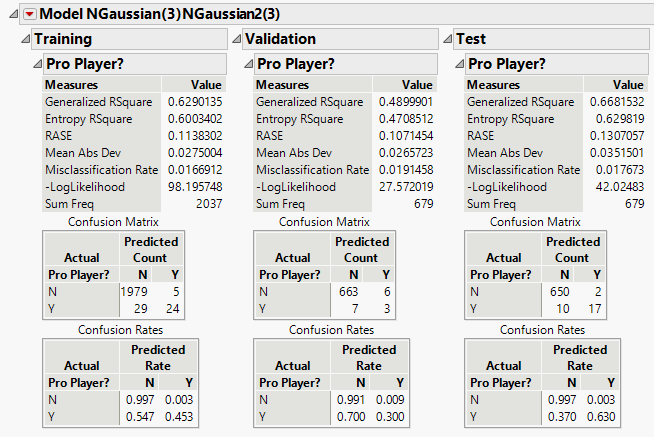 Model NGaussian(3)NGaussian2(3)
Training
Pro Player?
Measures Value
Generalized RSquare 0.6290135
Entropy RSquare 0.6003402
RASE 0.1138302
Mean Abs Dev 0.0275004
Misclassification Rate 0.0166912
-LogLikelihood 98.195748
Sum Freq 2037
Confusion Matrix
Predicted
Actual Count
Pro Player? N Y
N 1979 5
Y 29 24
Confusion Rates
Predicted
Actual Rate
Pro Player? N Y
N 0.997 0.003
Y 0.547 0.453
Validation
Pro Player?
Measures Value
Generalized RSquare 0.4899901
Entropy RSquare 0.4708512
RASE 0.1071454
Mean Abs Dev 0.0265723
Misclassification Rate 0.0191458
-LogLikelihood 27.572019
Sum Freq 679
Confusion Matrix
Predicted
Actual Count
Pro Player? N Y
N 663 6
Y 7 3
Confusion Rates
Predicted
Actual Rate
Pro Player? N Y
N 0.991 0.009
Y 0.700 0.300
Test
Pro Player?
Measures Value
Generalized RSquare 0.6681532
Entropy RSquare 0.629819
RASE 0.1307057
Mean Abs Dev 0.0351501
Misclassification Rate 0.017673
-LogLikelihood 42.02483
Sum Freq 679
Confusion Matrix
Predicted
Actual Count
Pro Player? N Y
N 650 2
Y 10 17
Confusion Rates
Predicted
Actual Rate
Pro Player? N Y
N 0.997 0.003
Y 0.370 0.630